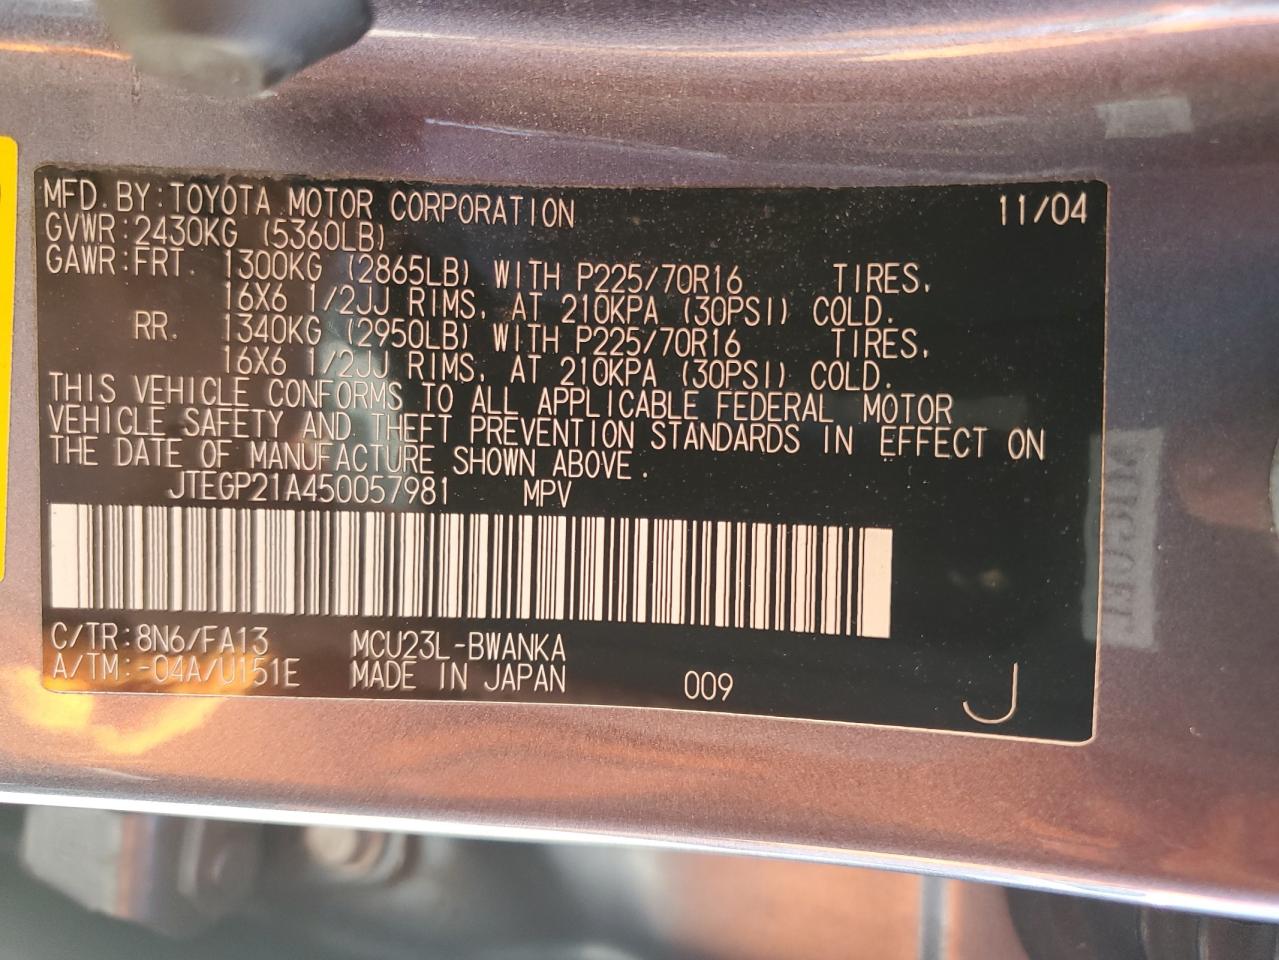 MFD. BY: TOYOTA MOTOR CORPORATION 11/04
GVWR: 2430KG (5360LB)
GAWR: FRT. 1300KG (2865LB) WITH P225/70R16 TIRES,
16X6 1/2JJ RIMS, AT 210KPA (30PSI) COLD.
RR. 1340KG (2950LB) WITH P225/70R16 TIRES,
16X6 1/2JJ RIMS, AT 210KPA (30PSI) COLD.
THIS VEHICLE CONFORMS TO ALL APPLICABLE FEDERAL MOTOR
VEHICLE SAFETY AND THEFT PREVENTION STANDARDS IN EFFECT ON
THE DATE OF MANUFACTURE SHOWN ABOVE.
JTEGP21A450057981 MPV
C/TR: 8N6/FA13 MCU23L-BWANKA
A/TM: -04A/U151E MADE IN JAPAN 009 J